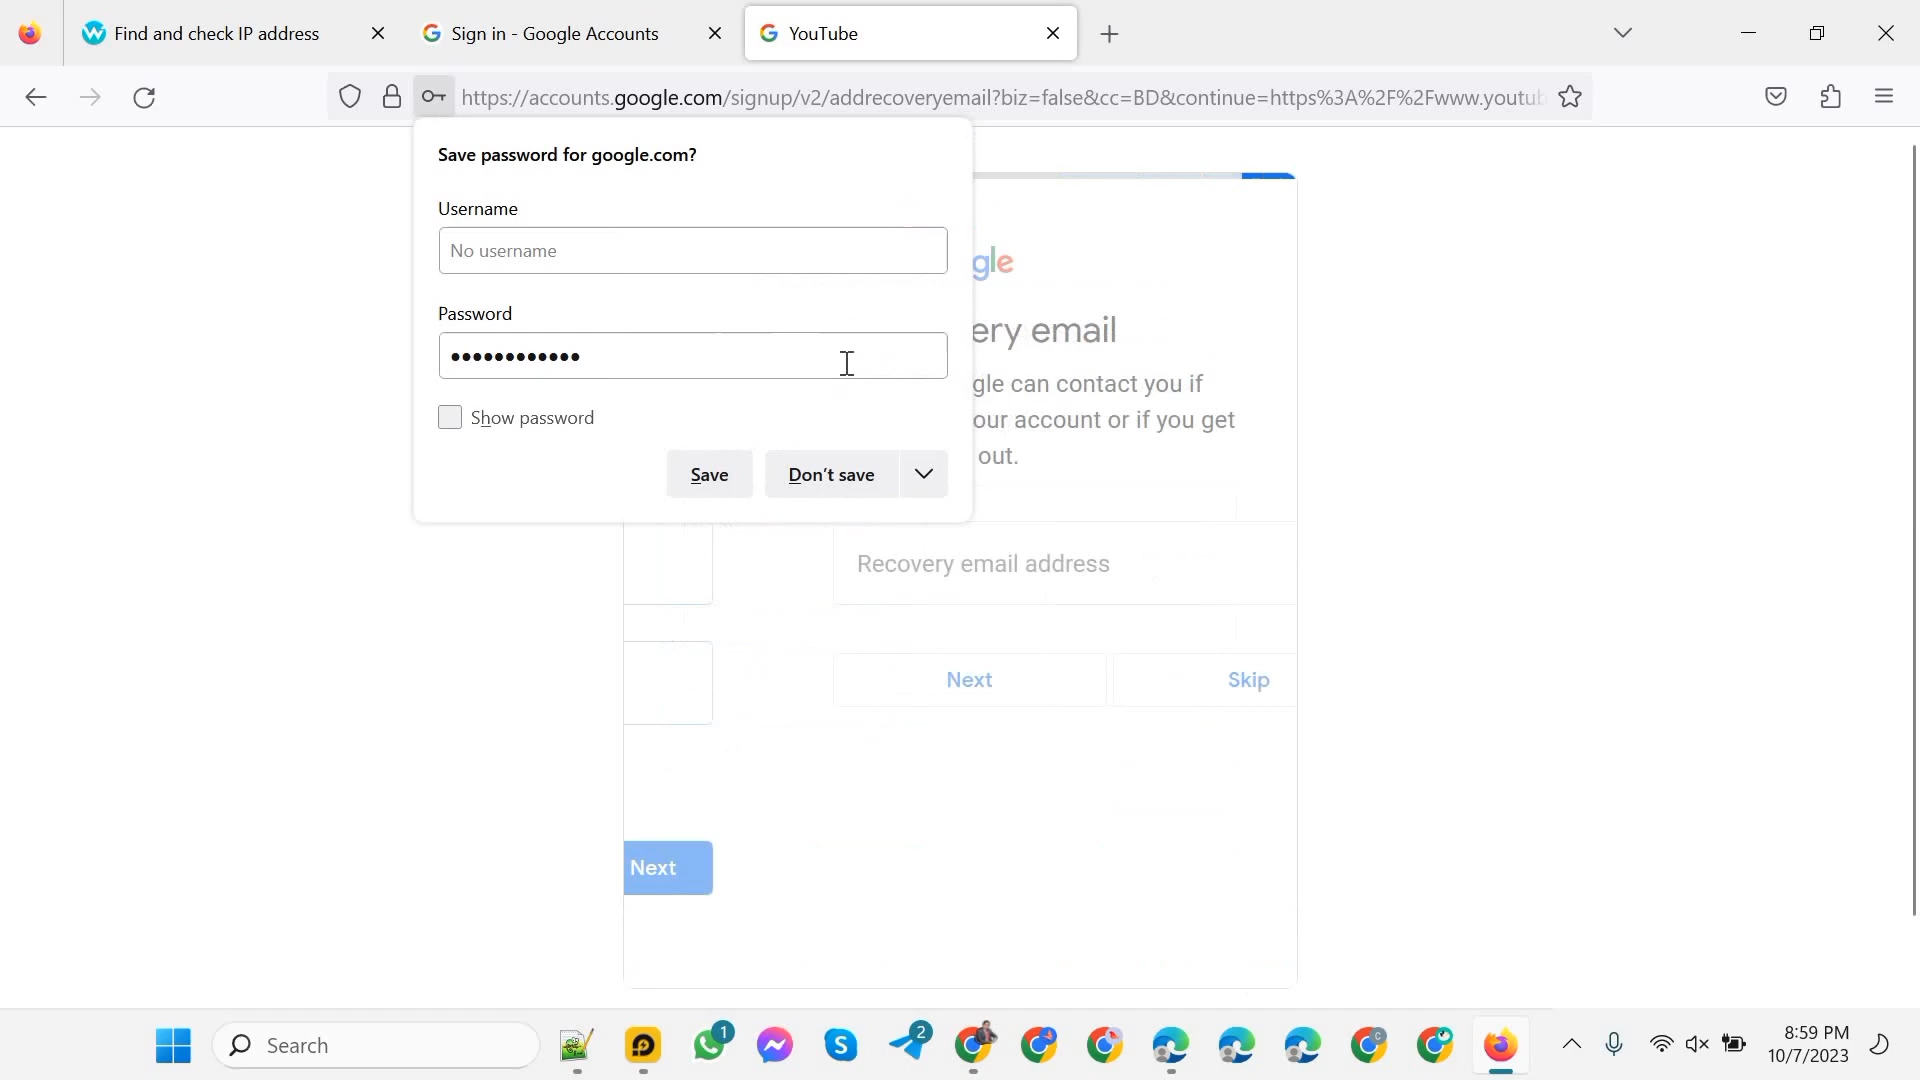 Find and check IP address
Sign in - Google Accounts
YouTube
https://accounts.google.com/signup/v2/addrecoveryemail?biz=false&cc=BD&continue=https%3A%2F%2Fwww.youtub
Save password for google.com?
Username
No username
Password
Show password
Save
Don't save
gle
ery email
gle can contact you if
our account or if you get
out.
Recovery email address
Next
Skip
Next
Search
1
2
C
8:59 PM
10/7/2023